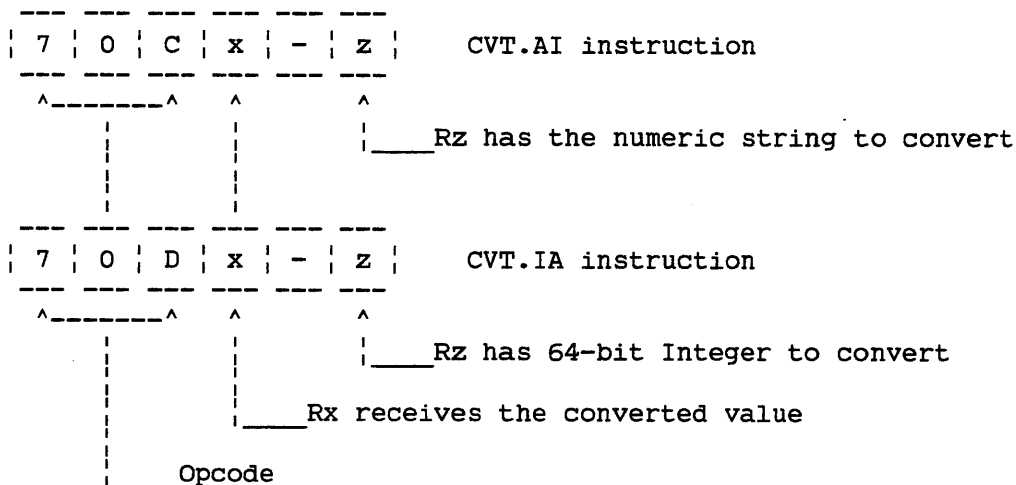 | 7 | 0 | C | x | - | z | CVT.AI instruction
Rz has the numeric string to convert
| 7 | 0 | D | x | - | z | CVT.IA instruction
Rz has 64-bit Integer to convert
Rx receives the converted value
Opcode